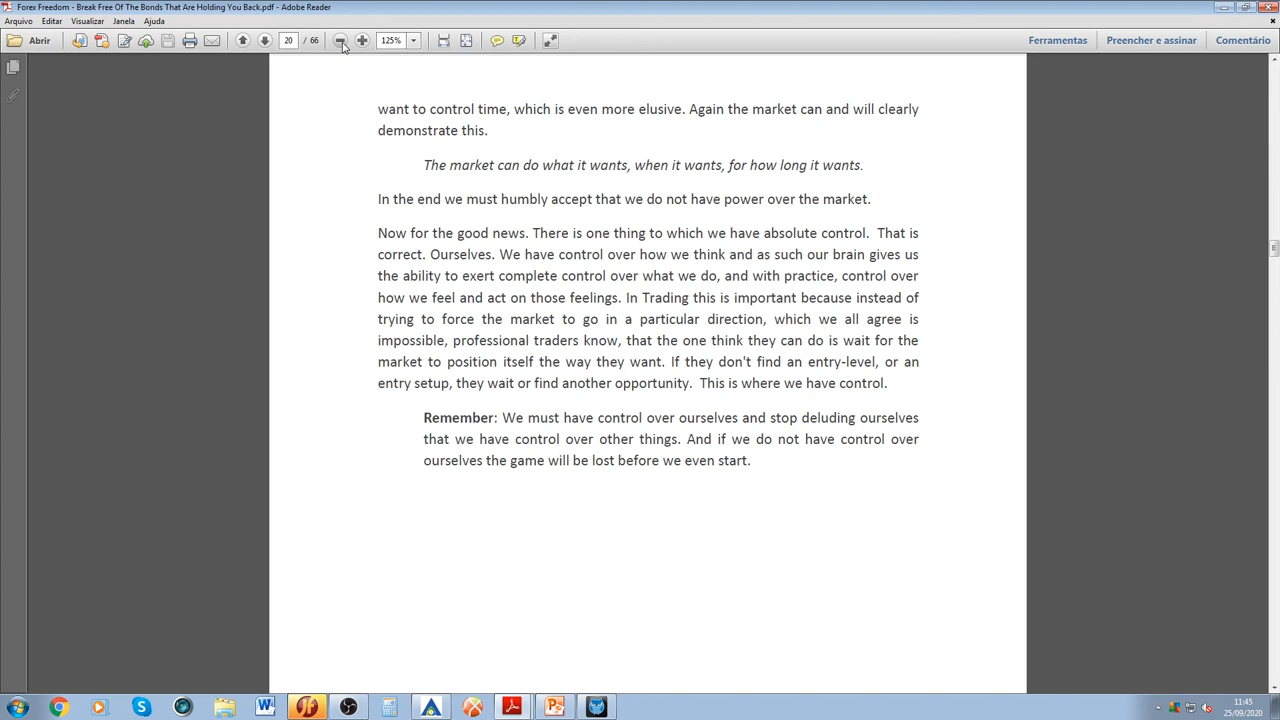 Forex Freedom - Break Free Of The Bonds That Are Holding You Back.pdf - Adobe Reader
Arquivo Editar Visualizar Janela Ajuda
Abrir 20 / 66 125% Ferramentas Preencher e assinar Comentário
want to control time, which is even more elusive. Again the market can and will clearly
demonstrate this.
The market can do what it wants, when it wants, for how long it wants.
In the end we must humbly accept that we do not have power over the market.
Now for the good news. There is one thing to which we have absolute control.  That is
correct. Ourselves. We have control over how we think and as such our brain gives us
the ability to exert complete control over what we do, and with practice, control over
how we feel and act on those feelings. In Trading this is important because instead of
trying to force the market to go in a particular direction, which we all agree is
impossible, professional traders know, that the one think they can do is wait for the
market to position itself the way they want. If they don't find an entry-level, or an
entry setup, they wait or find another opportunity.  This is where we have control.
Remember: We must have control over ourselves and stop deluding ourselves
that we have control over other things. And if we do not have control over
ourselves the game will be lost before we even start.
11:45
25/09/2020